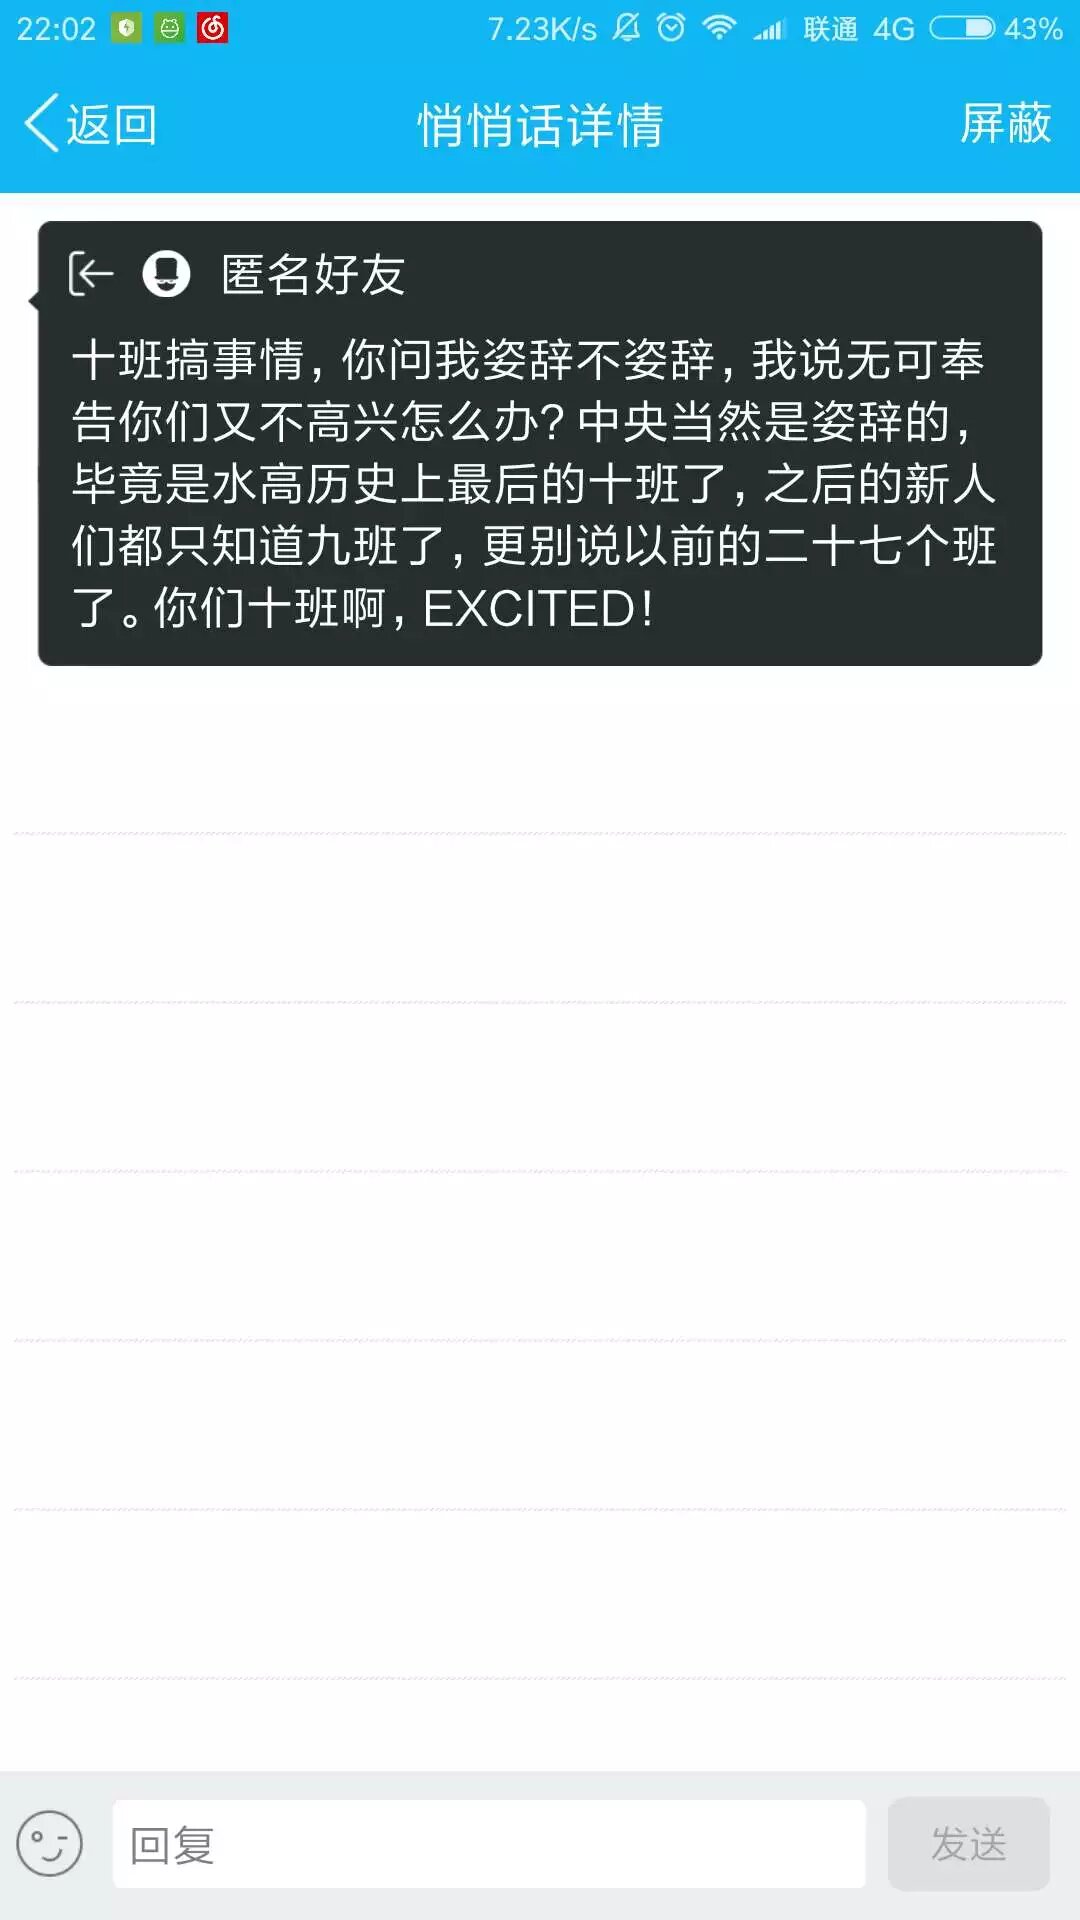 22:02 7.23K/s 联通 4G 43%
返回 悄悄话详情 屏蔽
匿名好友
十班搞事情，你问我姿辞不姿辞，我说无可奉
告你们又不高兴怎么办？中央当然是姿辞的，
毕竟是水高历史上最后的十班了，之后的新人
们都只知道九班了，更别说以前的二十七个班
了。你们十班啊，EXCITED！
回复 发送